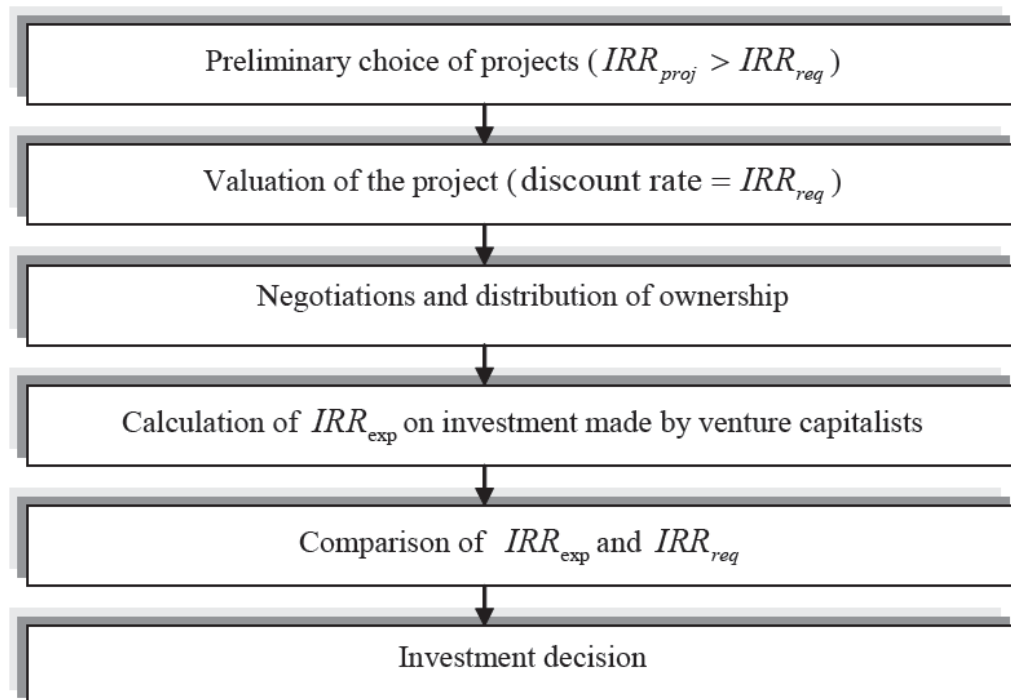 Preliminary choice of projects ( IRR_proj > IRR_req )
Valuation of the project ( discount rate = IRR_req )
Negotiations and distribution of ownership
Calculation of IRR_exp on investment made by venture capitalists
Comparison of IRR_exp and IRR_req
Investment decision